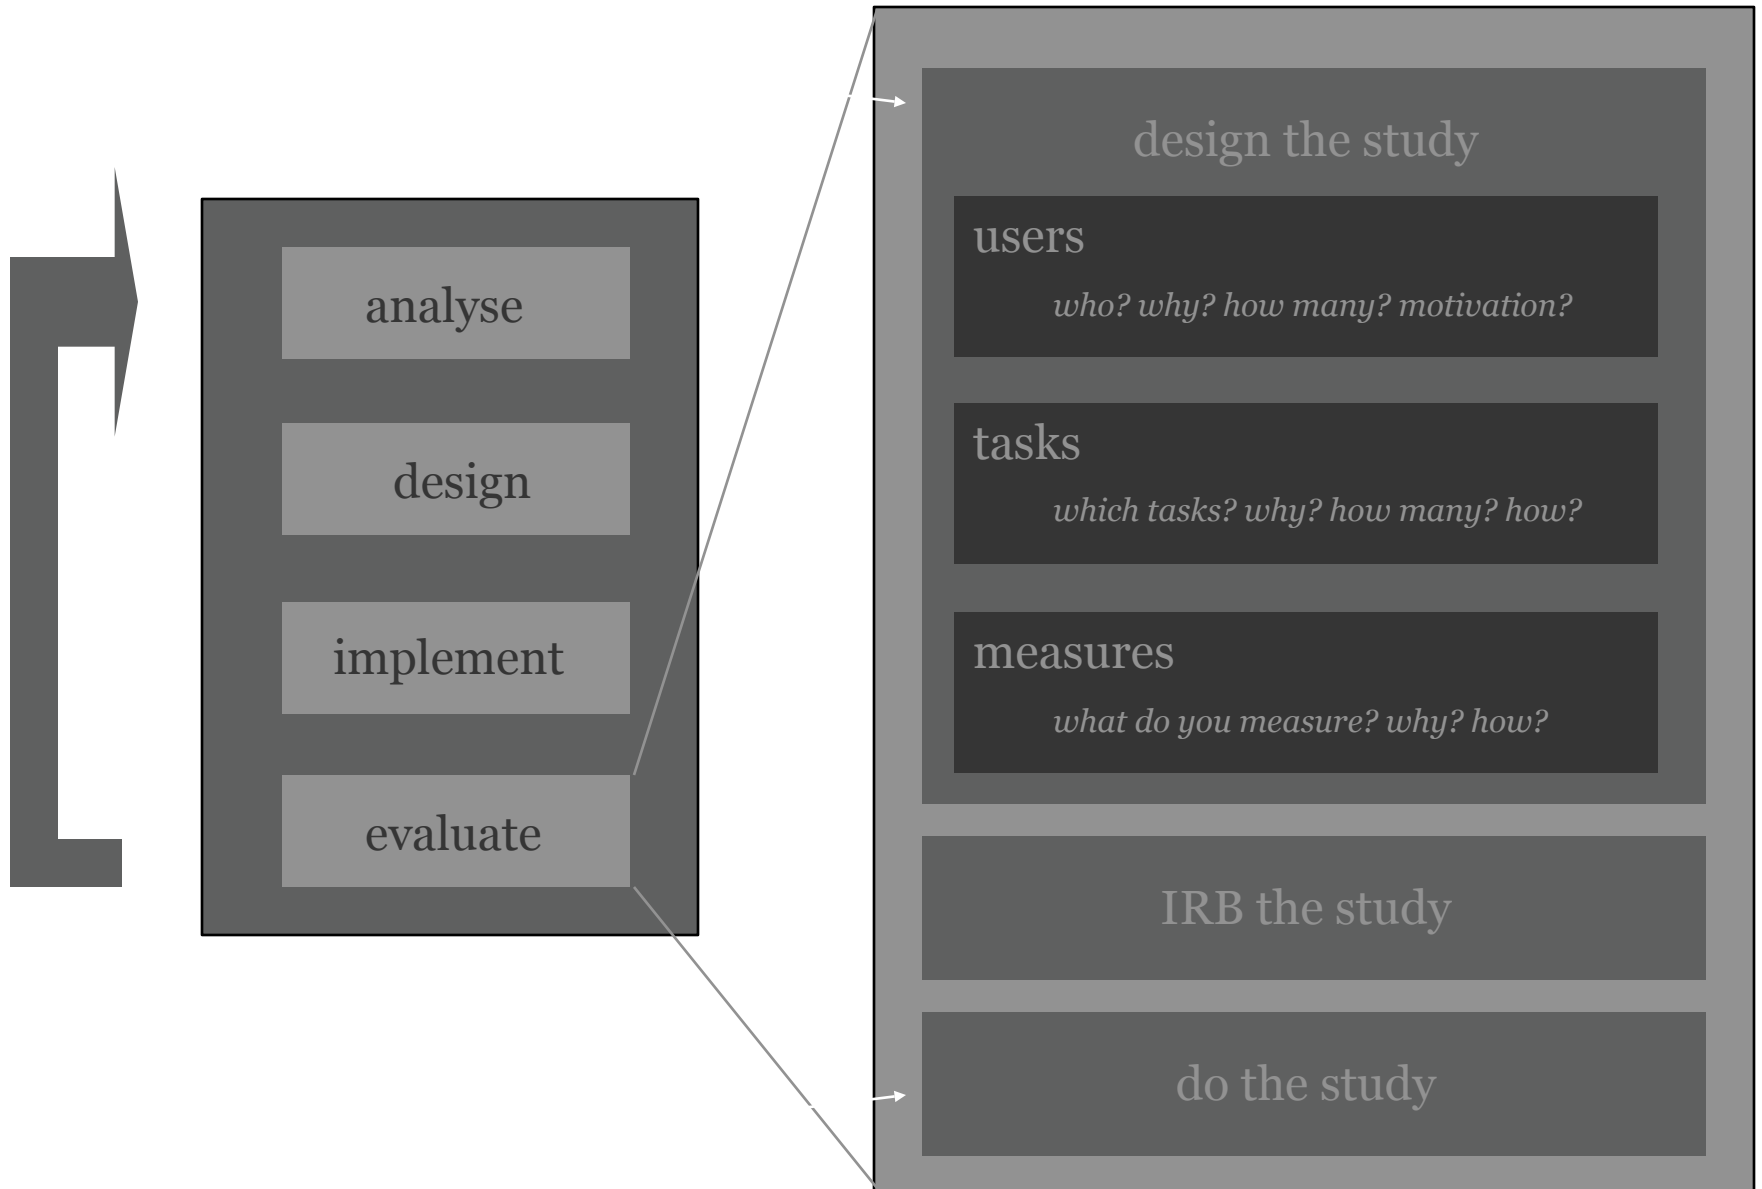 analyse
design
implement
evaluate
design the study
users
who? why? how many? motivation?
tasks
which tasks? why? how many? how?
measures
what do you measure? why? how?
IRB the study
do the study